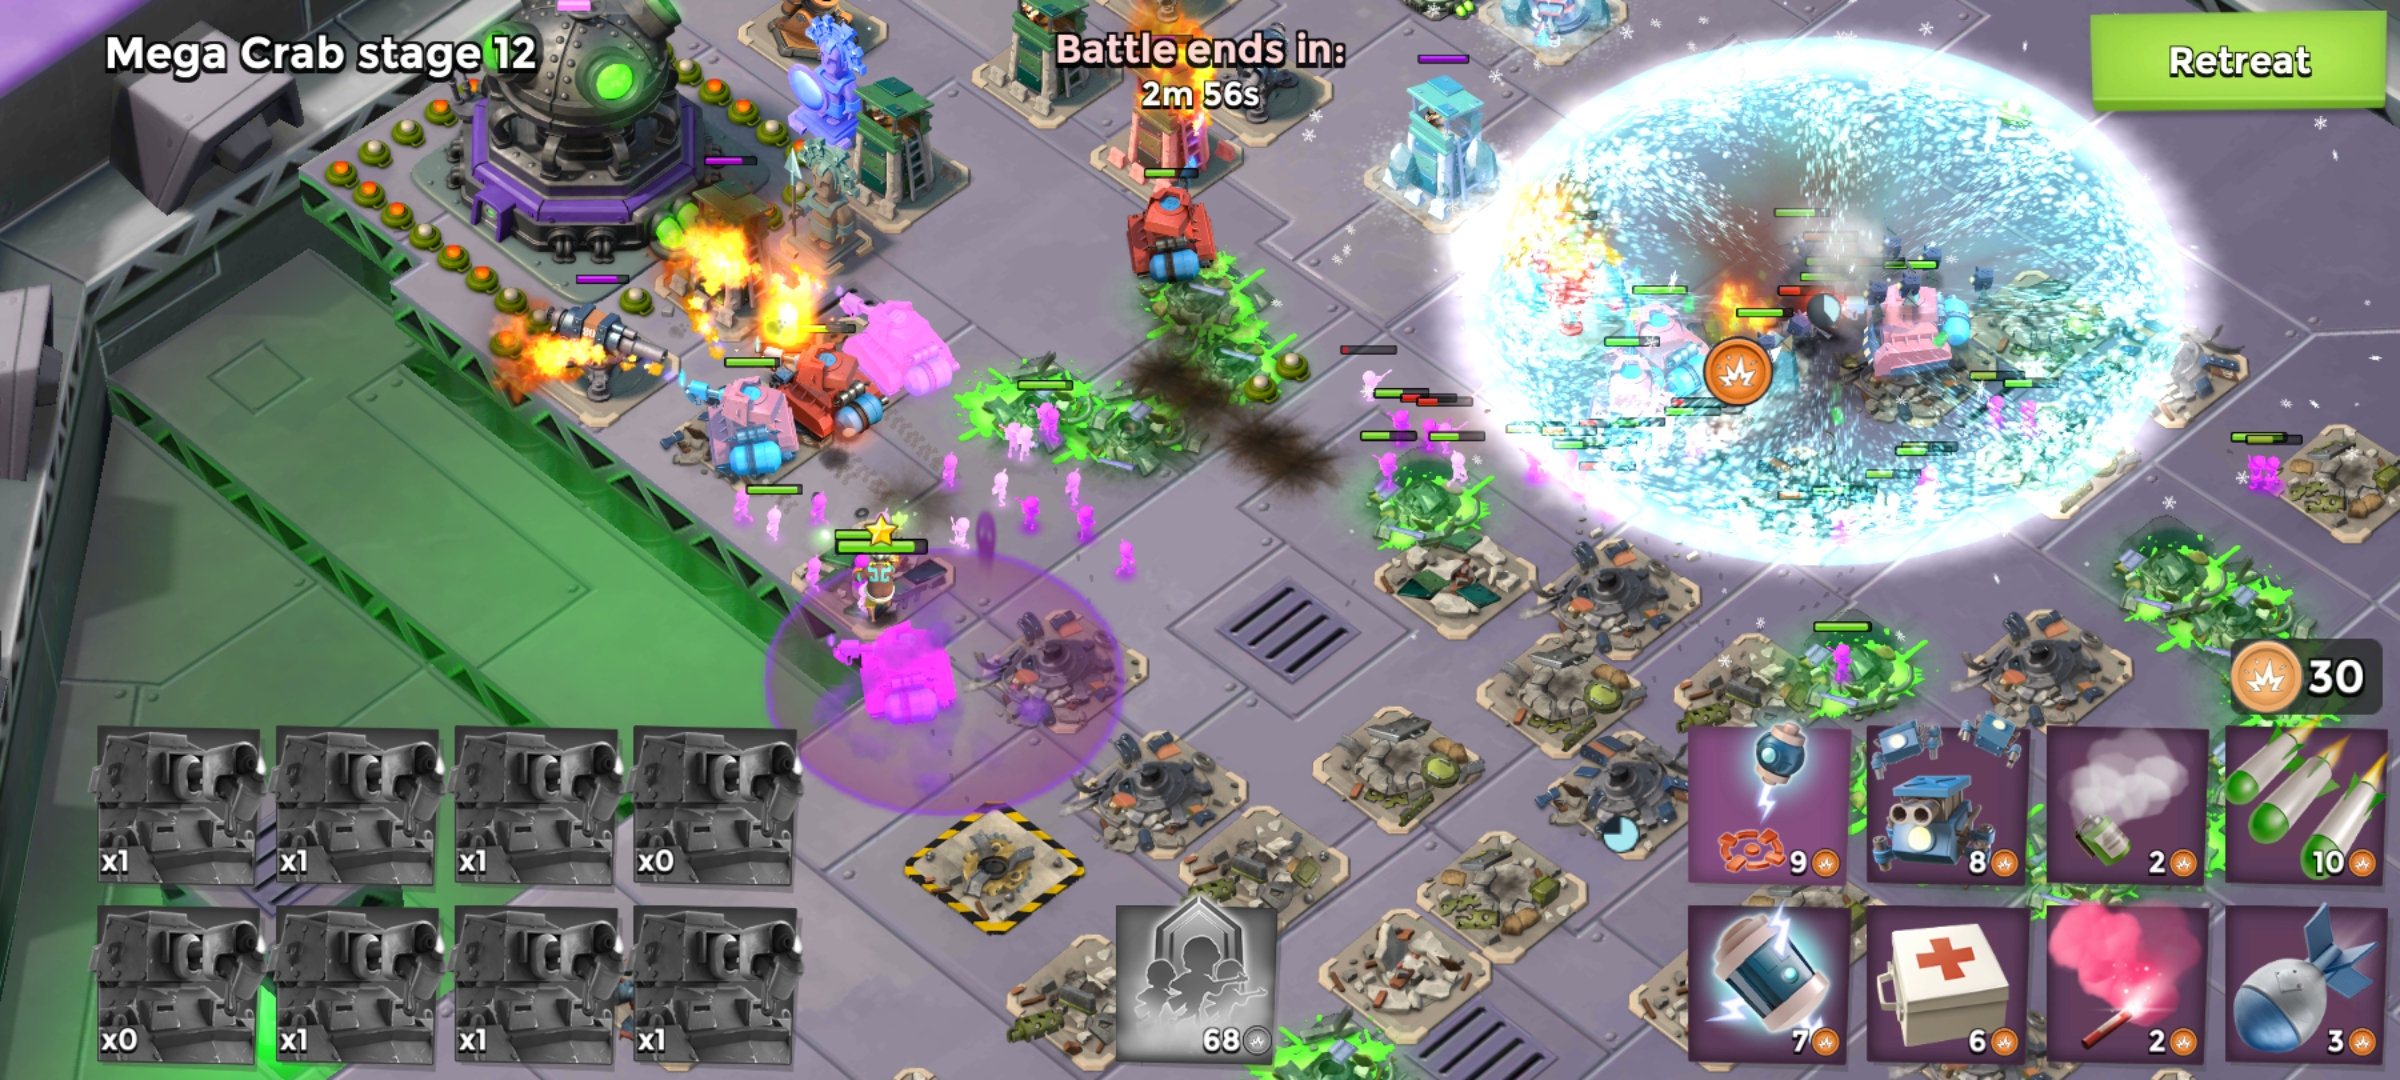 Mega Crab stage 12
Battle ends in:
2m 56s
Retreat
30
x1
x1
x1
x0
9
8
2
10
x0
x1
x1
x1
68
7
6
2
3